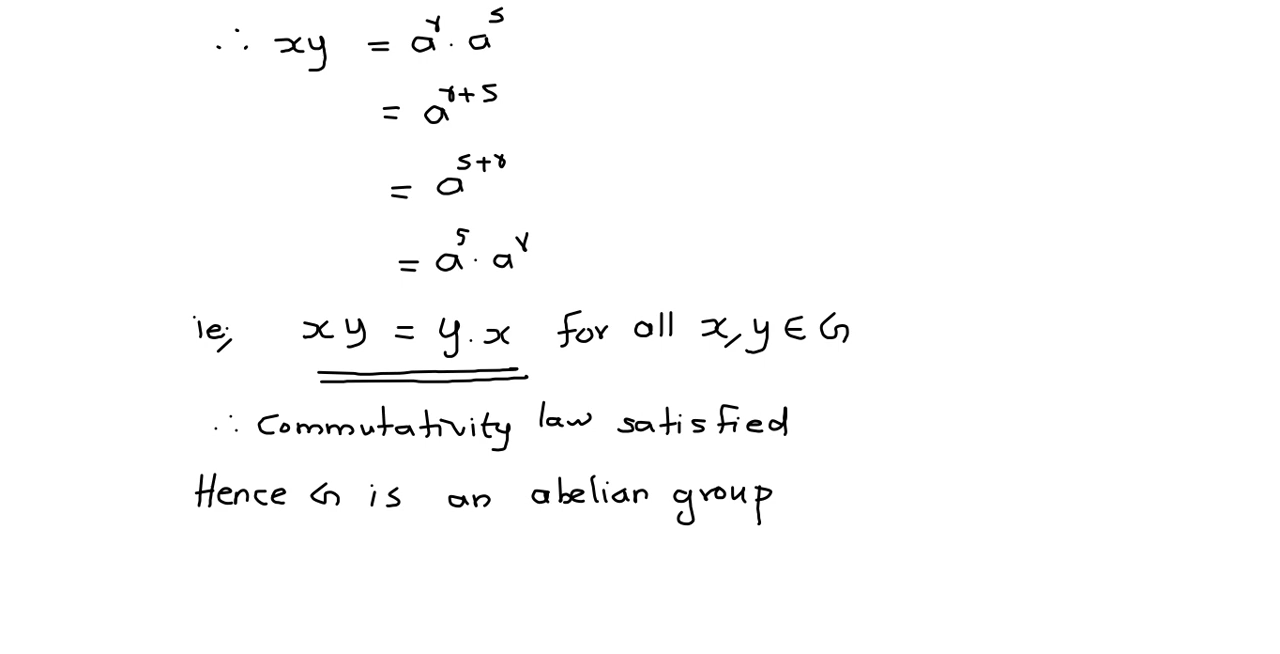 ∴ xy = a^r . a^s
= a^{r+s}
= a^{s+r}
= a^s . a^r
ie, xy = y.x for all x, y ∈ G
∴ Commutativity law satisfied
Hence G is an abelian group